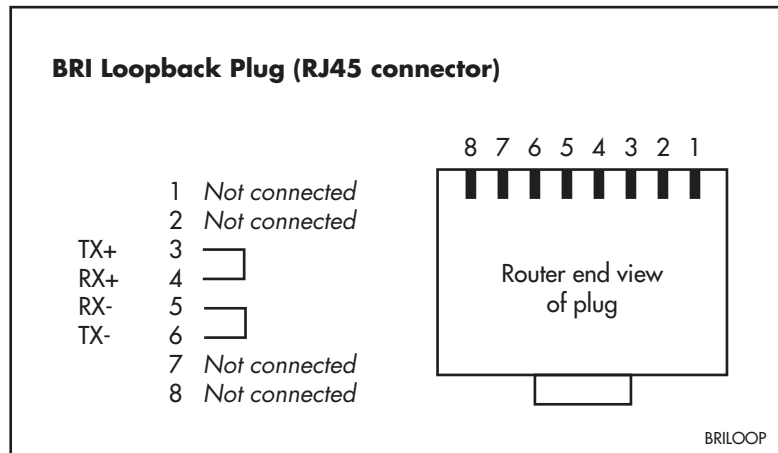 BRI Loopback Plug (RJ45 connector)
8 7 6 5 4 3 2 1
1 Not connected
2 Not connected
TX+ 3
RX+ 4
RX- 5
TX- 6
7 Not connected
8 Not connected
Router end view
of plug
BRILOOP